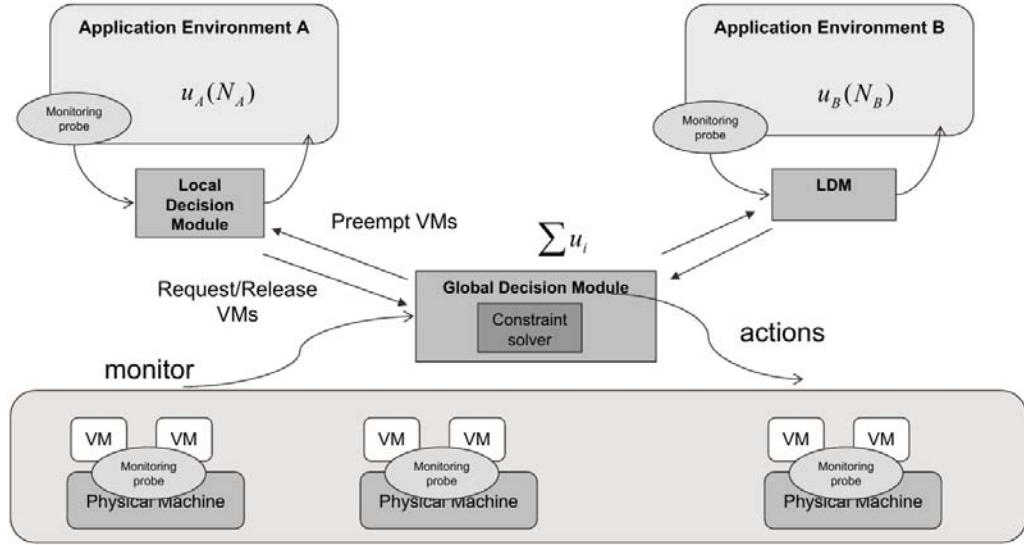 Application Environment A
u_A(N_A)
Monitoring
probe
Local
Decision
Module
Application Environment B
u_B(N_B)
Monitoring
probe
LDM
Preempt VMs
Request/Release
VMs
∑u_i
Global Decision Module
Constraint
solver
monitor
actions
VM
VM
Monitoring
probe
Physical Machine
VM
VM
Monitoring
probe
Physical Machine
VM
VM
Monitoring
probe
Physical Machine